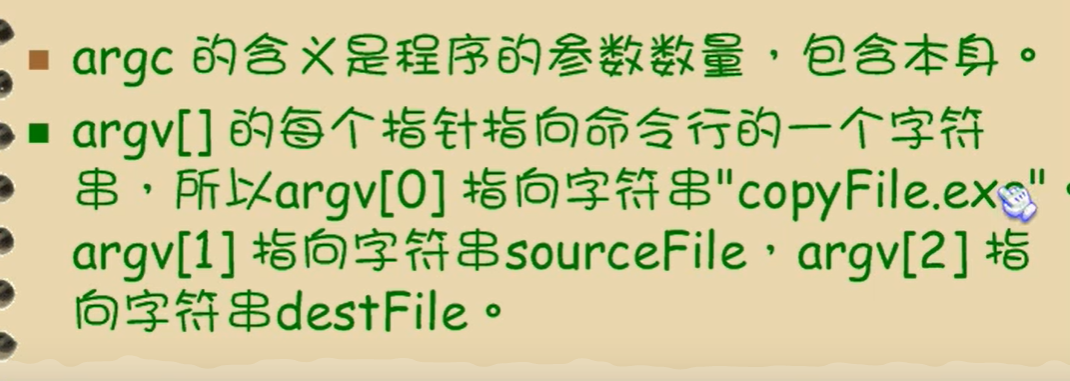 argc 的含义是程序的参数数量，包含本身。
argv[] 的每个指针指向命令行的一个字符
串，所以argv[0] 指向字符串"copyFile.exe"。
argv[1] 指向字符串sourceFile，argv[2] 指
向字符串destFile。